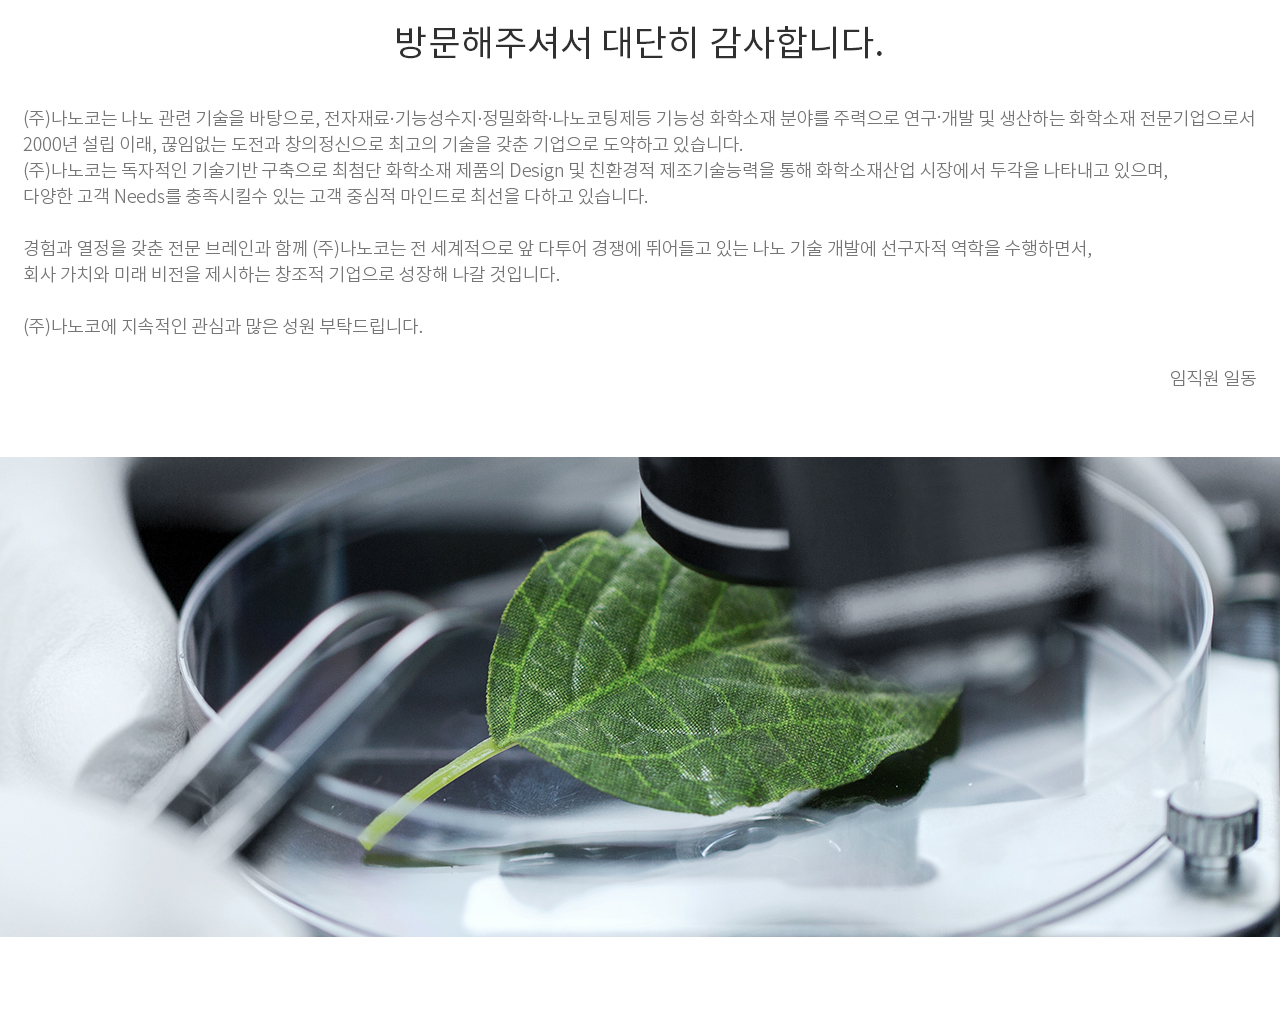 방문해주셔서 대단히 감사합니다.
(주)나노코는 나노 관련 기술을 바탕으로, 전자재료·기능성수지·정밀화학·나노코팅제등 기능성 화학소재 분야를 주력으로 연구·개발 및 생산하는 화학소재 전문기업으로서
2000년 설립 이래, 끊임없는 도전과 창의정신으로 최고의 기술을 갖춘 기업으로 도약하고 있습니다.
(주)나노코는 독자적인 기술기반 구축으로 최첨단 화학소재 제품의 Design 및 친환경적 제조기술능력을 통해 화학소재산업 시장에서 두각을 나타내고 있으며,
다양한 고객 Needs를 충족시킬수 있는 고객 중심적 마인드로 최선을 다하고 있습니다.
경험과 열정을 갖춘 전문 브레인과 함께 (주)나노코는 전 세계적으로 앞 다투어 경쟁에 뛰어들고 있는 나노 기술 개발에 선구자적 역학을 수행하면서,
회사 가치와 미래 비전을 제시하는 창조적 기업으로 성장해 나갈 것입니다.
(주)나노코에 지속적인 관심과 많은 성원 부탁드립니다.
임직원 일동